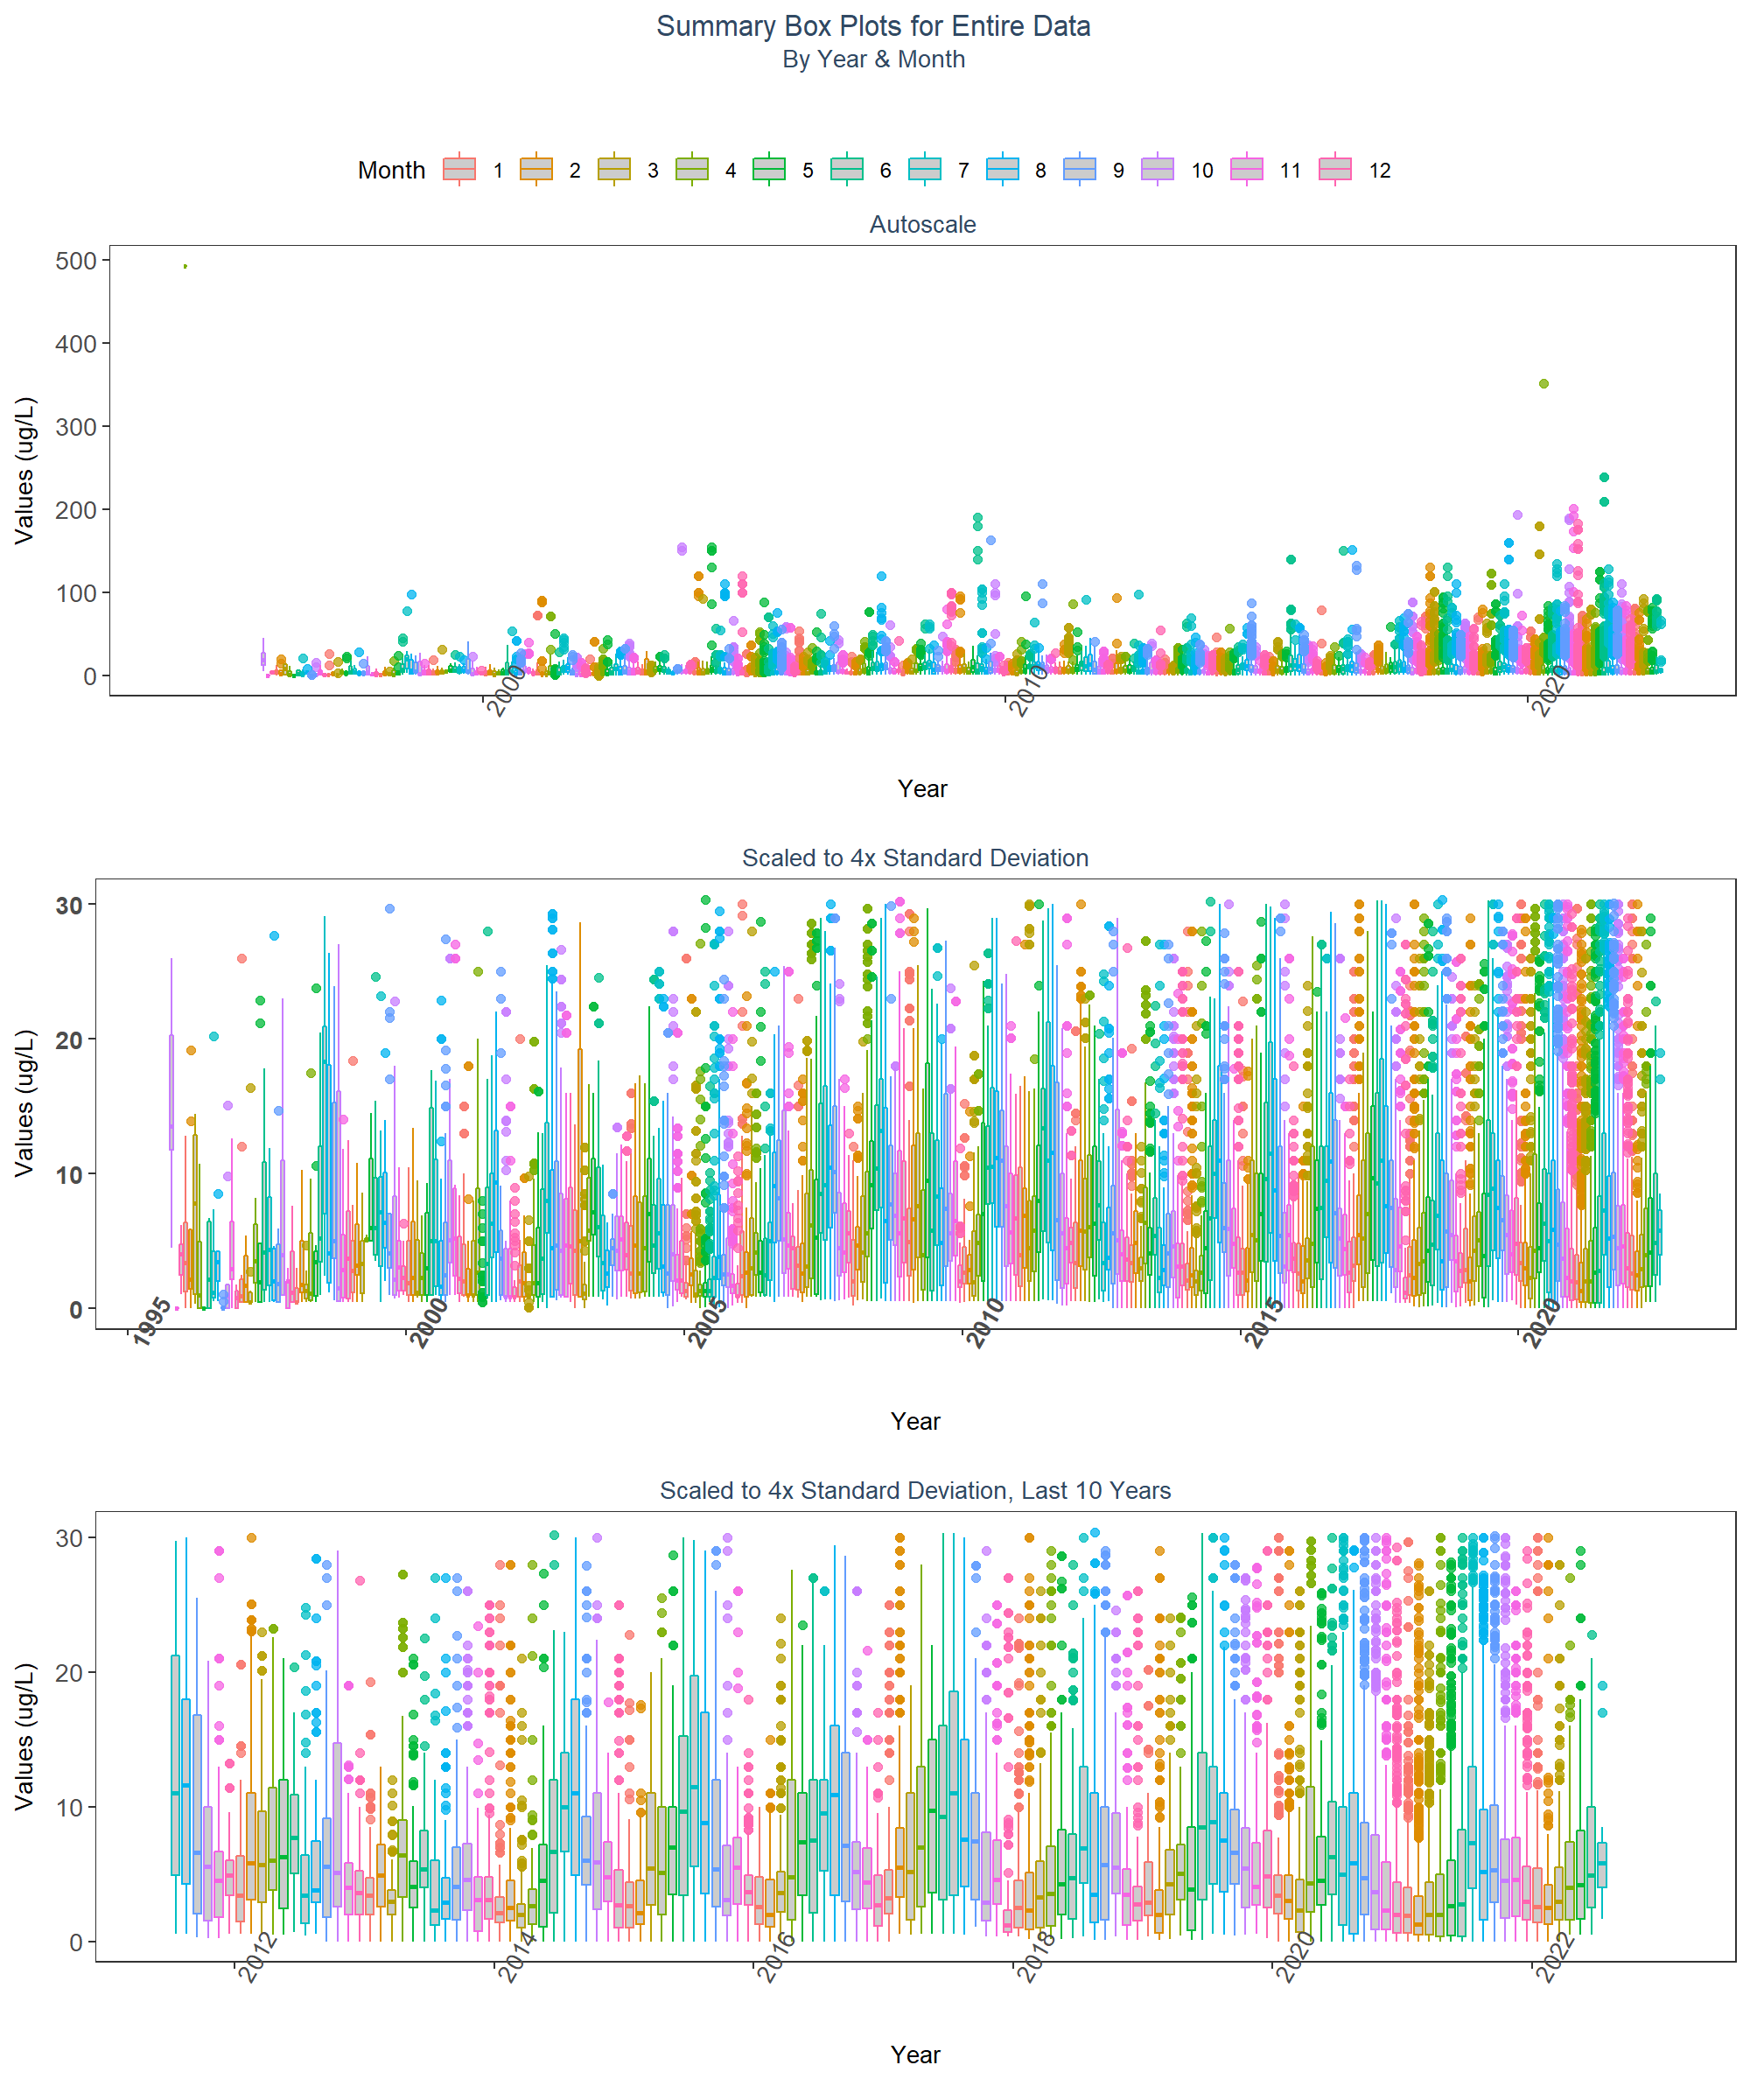 Summary Box Plots for Entire Data
By Year & Month
Month 1 2 3 4 5 6 7 8 9 10 11 12
Autoscale
Values (ug/L)
500
400
300
200
100
0
2000 2010 2020
Year
Scaled to 4x Standard Deviation
Values (ug/L)
30
20
10
0
1995 2000 2005 2010 2015 2020
Year
Scaled to 4x Standard Deviation, Last 10 Years
Values (ug/L)
30
20
10
0
2012 2014 2016 2018 2020 2022
Year